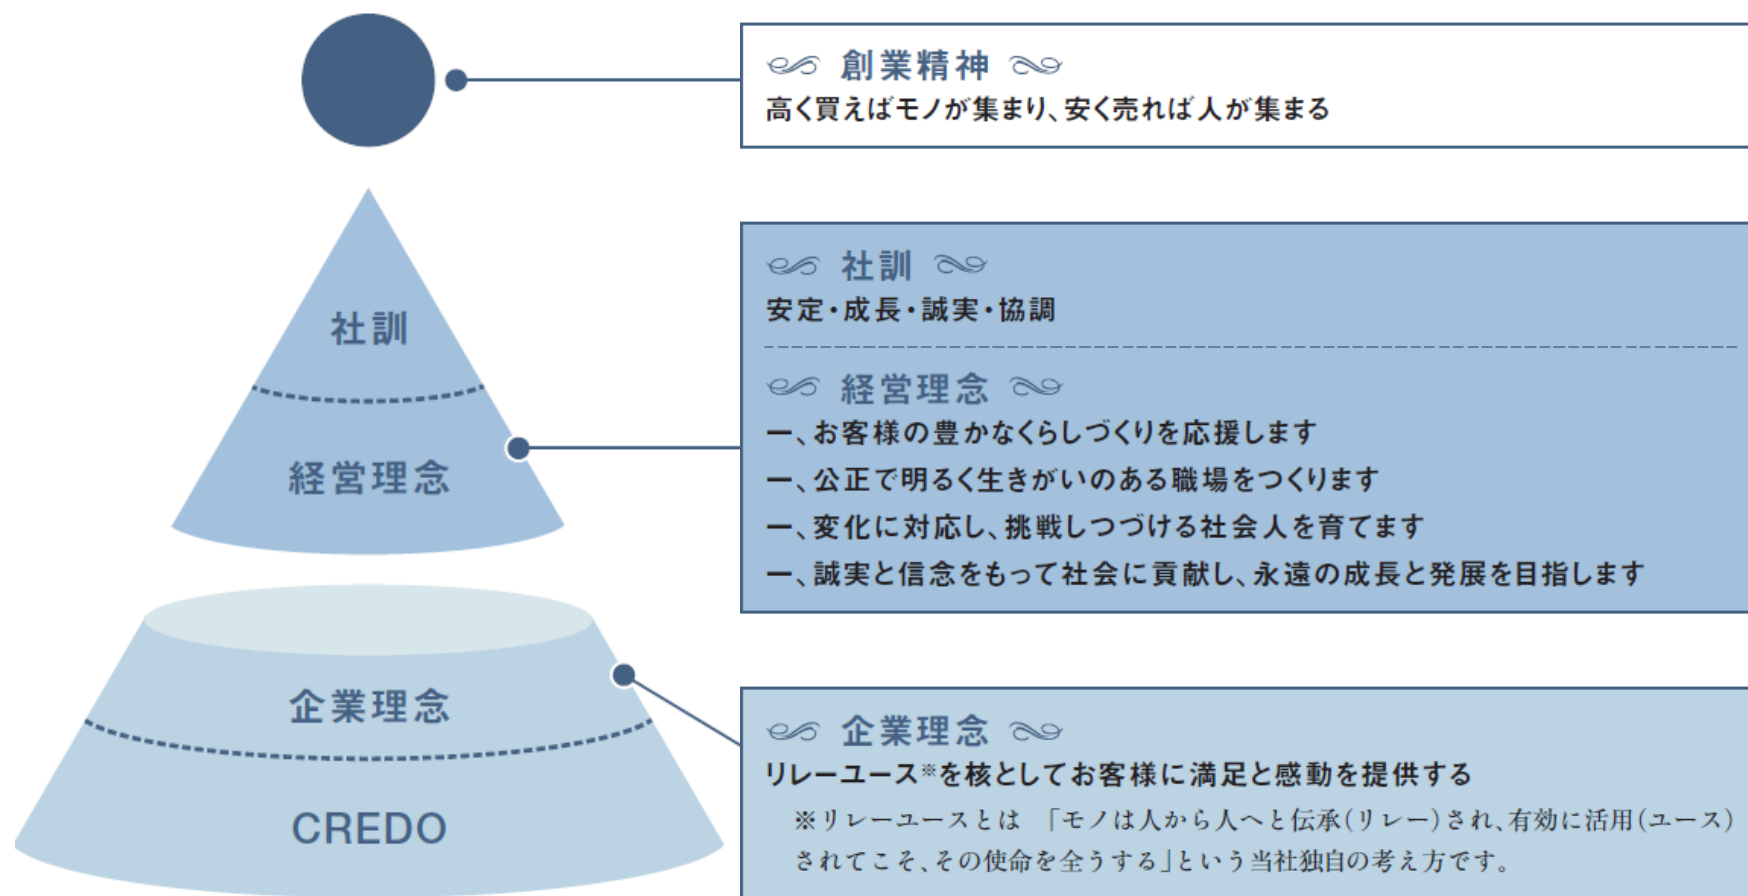 創業精神
高く買えばモノが集まり、安く売れば人が集まる
社訓
経営理念
社訓
安定・成長・誠実・協調
経営理念
一、お客様の豊かなくらしづくりを応援します
一、公正で明るく生きがいのある職場をつくります
一、変化に対応し、挑戦しつづける社会人を育てます
一、誠実と信念をもって社会に貢献し、永遠の成長と発展を目指します
企業理念
CREDO
企業理念
リレーユース※を核としてお客様に満足と感動を提供する
※リレーユースとは 「モノは人から人へと伝承(リレー)され、有効に活用(ユース)
されてこそ、その使命を全うする」という当社独自の考え方です。